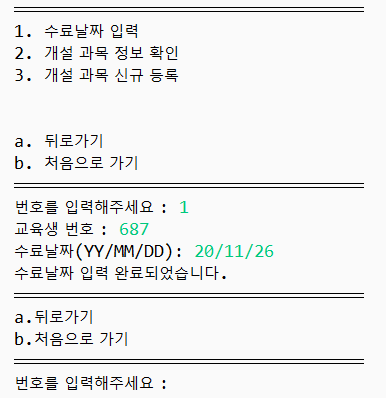 1. 수료날짜 입력
2. 개설 과목 정보 확인
3. 개설 과목 신규 등록
a. 뒤로가기
b. 처음으로 가기
번호를 입력해주세요 : 1
교육생 번호 : 687
수료날짜(YY/MM/DD): 20/11/26
수료날짜 입력 완료되었습니다.
a.뒤로가기
b.처음으로 가기
번호를 입력해주세요 :